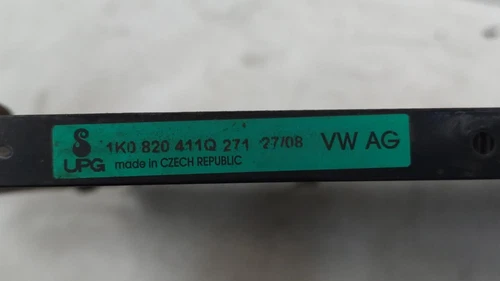 1K0 820 411Q 271 27/08 VW AG
UPG made in CZECH REPUBLIC